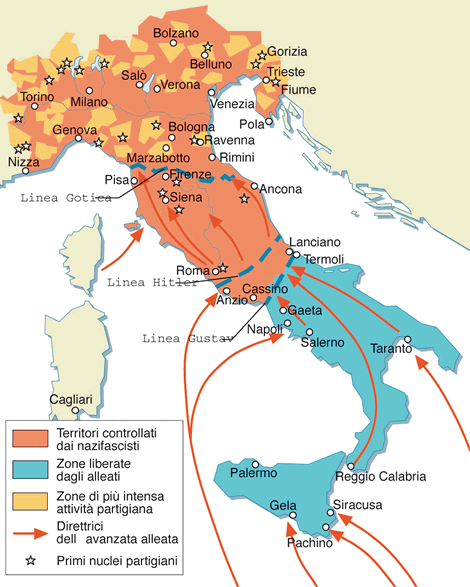 Bolzano
Belluno
Gorizia
Trieste
Fiume
Salò
Verona
Venezia
Torino
Milano
Pola
Genova
Bologna
Ravenna
Marzabotto
Rimini
Nizza
Pisa
Firenze
Ancona
Linea Gotica
Siena
Lanciano
Termoli
Roma
Linea Hitler
Cassino
Anzio
Gaeta
Linea Gustav
Napoli
Salerno
Taranto
Cagliari
Palermo
Reggio Calabria
Gela
Siracusa
Pachino
Territori controllati
dai nazifascisti
Zone liberate
dagli alleati
Zone di più intensa
attività partigiana
Direttrici
dell avanzata alleata
Primi nuclei partigiani